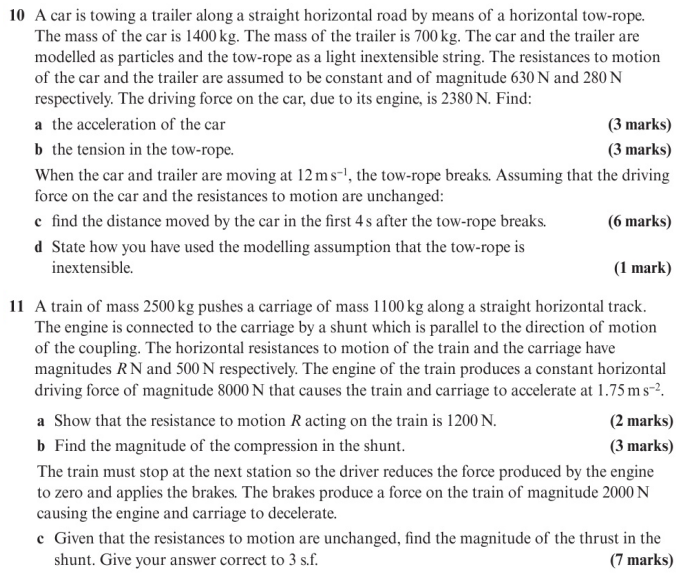 10 A car is towing a trailer along a straight horizontal road by means of a horizontal tow-rope.
The mass of the car is 1400 kg. The mass of the trailer is 700 kg. The car and the trailer are
modelled as particles and the tow-rope as a light inextensible string. The resistances to motion
of the car and the trailer are assumed to be constant and of magnitude 630 N and 280 N
respectively. The driving force on the car, due to its engine, is 2380 N. Find:
a the acceleration of the car (3 marks)
b the tension in the tow-rope. (3 marks)
When the car and trailer are moving at 12 m s⁻¹, the tow-rope breaks. Assuming that the driving
force on the car and the resistances to motion are unchanged:
c find the distance moved by the car in the first 4 s after the tow-rope breaks. (6 marks)
d State how you have used the modelling assumption that the tow-rope is
inextensible. (1 mark)
11 A train of mass 2500 kg pushes a carriage of mass 1100 kg along a straight horizontal track.
The engine is connected to the carriage by a shunt which is parallel to the direction of motion
of the coupling. The horizontal resistances to motion of the train and the carriage have
magnitudes R N and 500 N respectively. The engine of the train produces a constant horizontal
driving force of magnitude 8000 N that causes the train and carriage to accelerate at 1.75 m s⁻².
a Show that the resistance to motion R acting on the train is 1200 N. (2 marks)
b Find the magnitude of the compression in the shunt. (3 marks)
The train must stop at the next station so the driver reduces the force produced by the engine
to zero and applies the brakes. The brakes produce a force on the train of magnitude 2000 N
causing the engine and carriage to decelerate.
c Given that the resistances to motion are unchanged, find the magnitude of the thrust in the
shunt. Give your answer correct to 3 s.f. (7 marks)